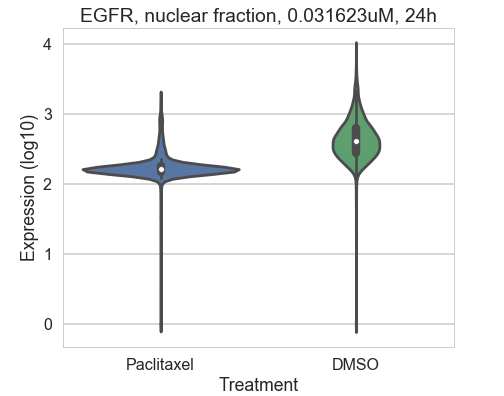 EGFR, nuclear fraction, 0.031623uM, 24h
Expression (log10)
4
3
2
1
0
Paclitaxel DMSO
Treatment